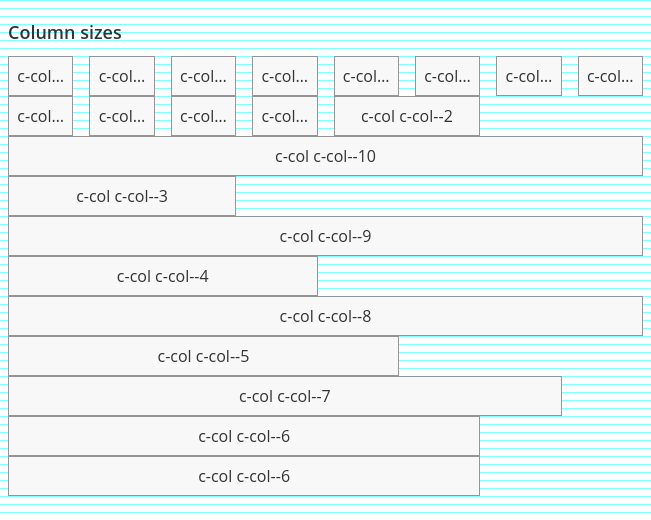 Column sizes
c-col... c-col... c-col... c-col... c-col... c-col... c-col... c-col...
c-col... c-col... c-col... c-col... c-col c-col--2
c-col c-col--10
c-col c-col--3
c-col c-col--9
c-col c-col--4
c-col c-col--8
c-col c-col--5
c-col c-col--7
c-col c-col--6
c-col c-col--6